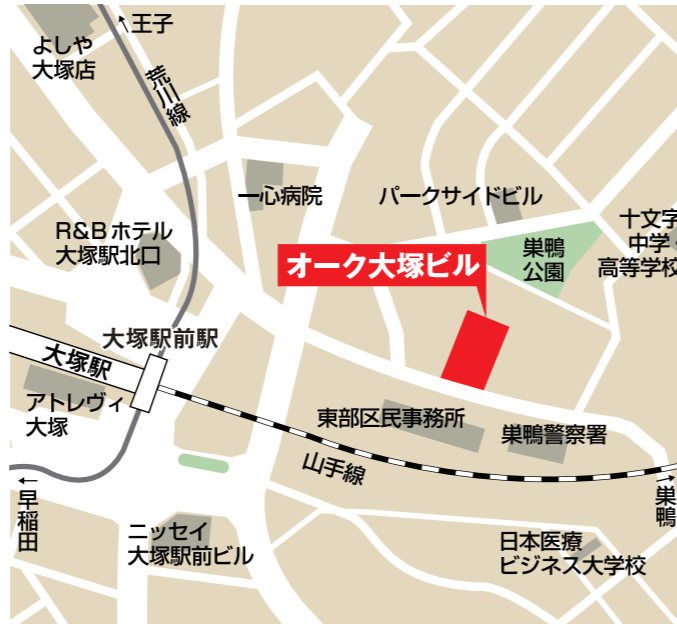 ↑王子
よしや
大塚店
荒川線
一心病院
パークサイドビル
十文字
中学・
高等学校
R&Bホテル
大塚駅北口
巣鴨
公園
オーク大塚ビル
大塚駅前駅
大塚駅
アトレヴィ
大塚
東部区民事務所
巣鴨警察署
山手線
←
早稲田
→
巣鴨
ニッセイ
大塚駅前ビル
日本医療
ビジネス大学校